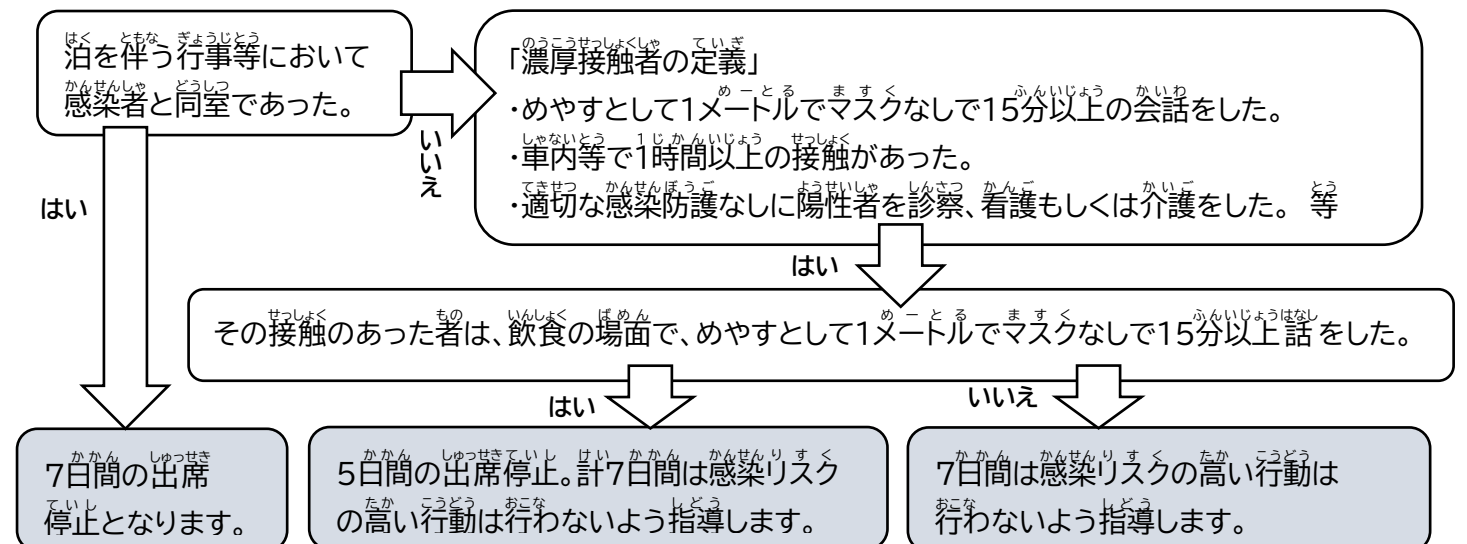 泊を伴う行事等において
感染者と同室であった。
いいえ
「濃厚接触者の定義」
・めやすとして1メートルでマスクなしで15分以上の会話をした。
・車内等で1時間以上の接触があった。
・適切な感染防護なしに陽性者を診察、看護もしくは介護をした。 等
はい
はい
その接触のあった者は、飲食の場面で、めやすとして1メートルでマスクなしで15分以上話をした。
はい
いいえ
7日間の出席
停止となります。
5日間の出席停止。計7日間は感染リスク
の高い行動は行わないよう指導します。
7日間は感染リスクの高い行動は
行わないよう指導します。